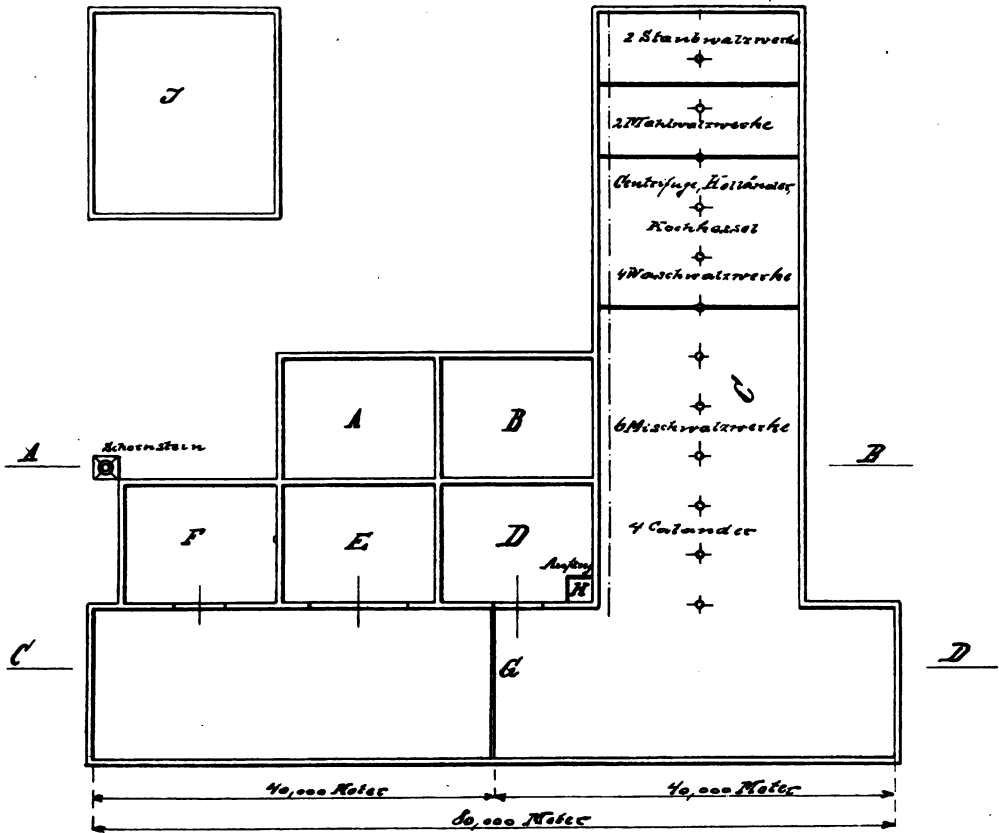 J
2 Staubwalzwerke
2 Mahlwalzwerke
Centrifuge, Holländer,
Kochkessel
4 Waschwalzwerke
C
6 Mischwalzwerke
4 Calander
A
B
A
Schornstein
B
F
E
D
Aufzug
H
C
G
D
40,000 Meter
40,000 Meter
80,000 Meter